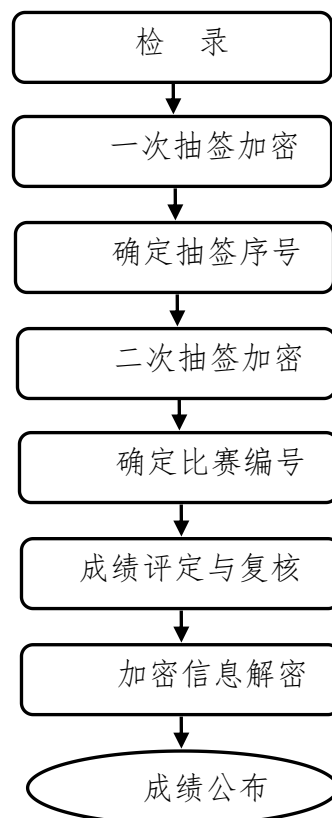 检 录
一次抽签加密
确定抽签序号
二次抽签加密
确定比赛编号
成绩评定与复核
加密信息解密
成绩公布